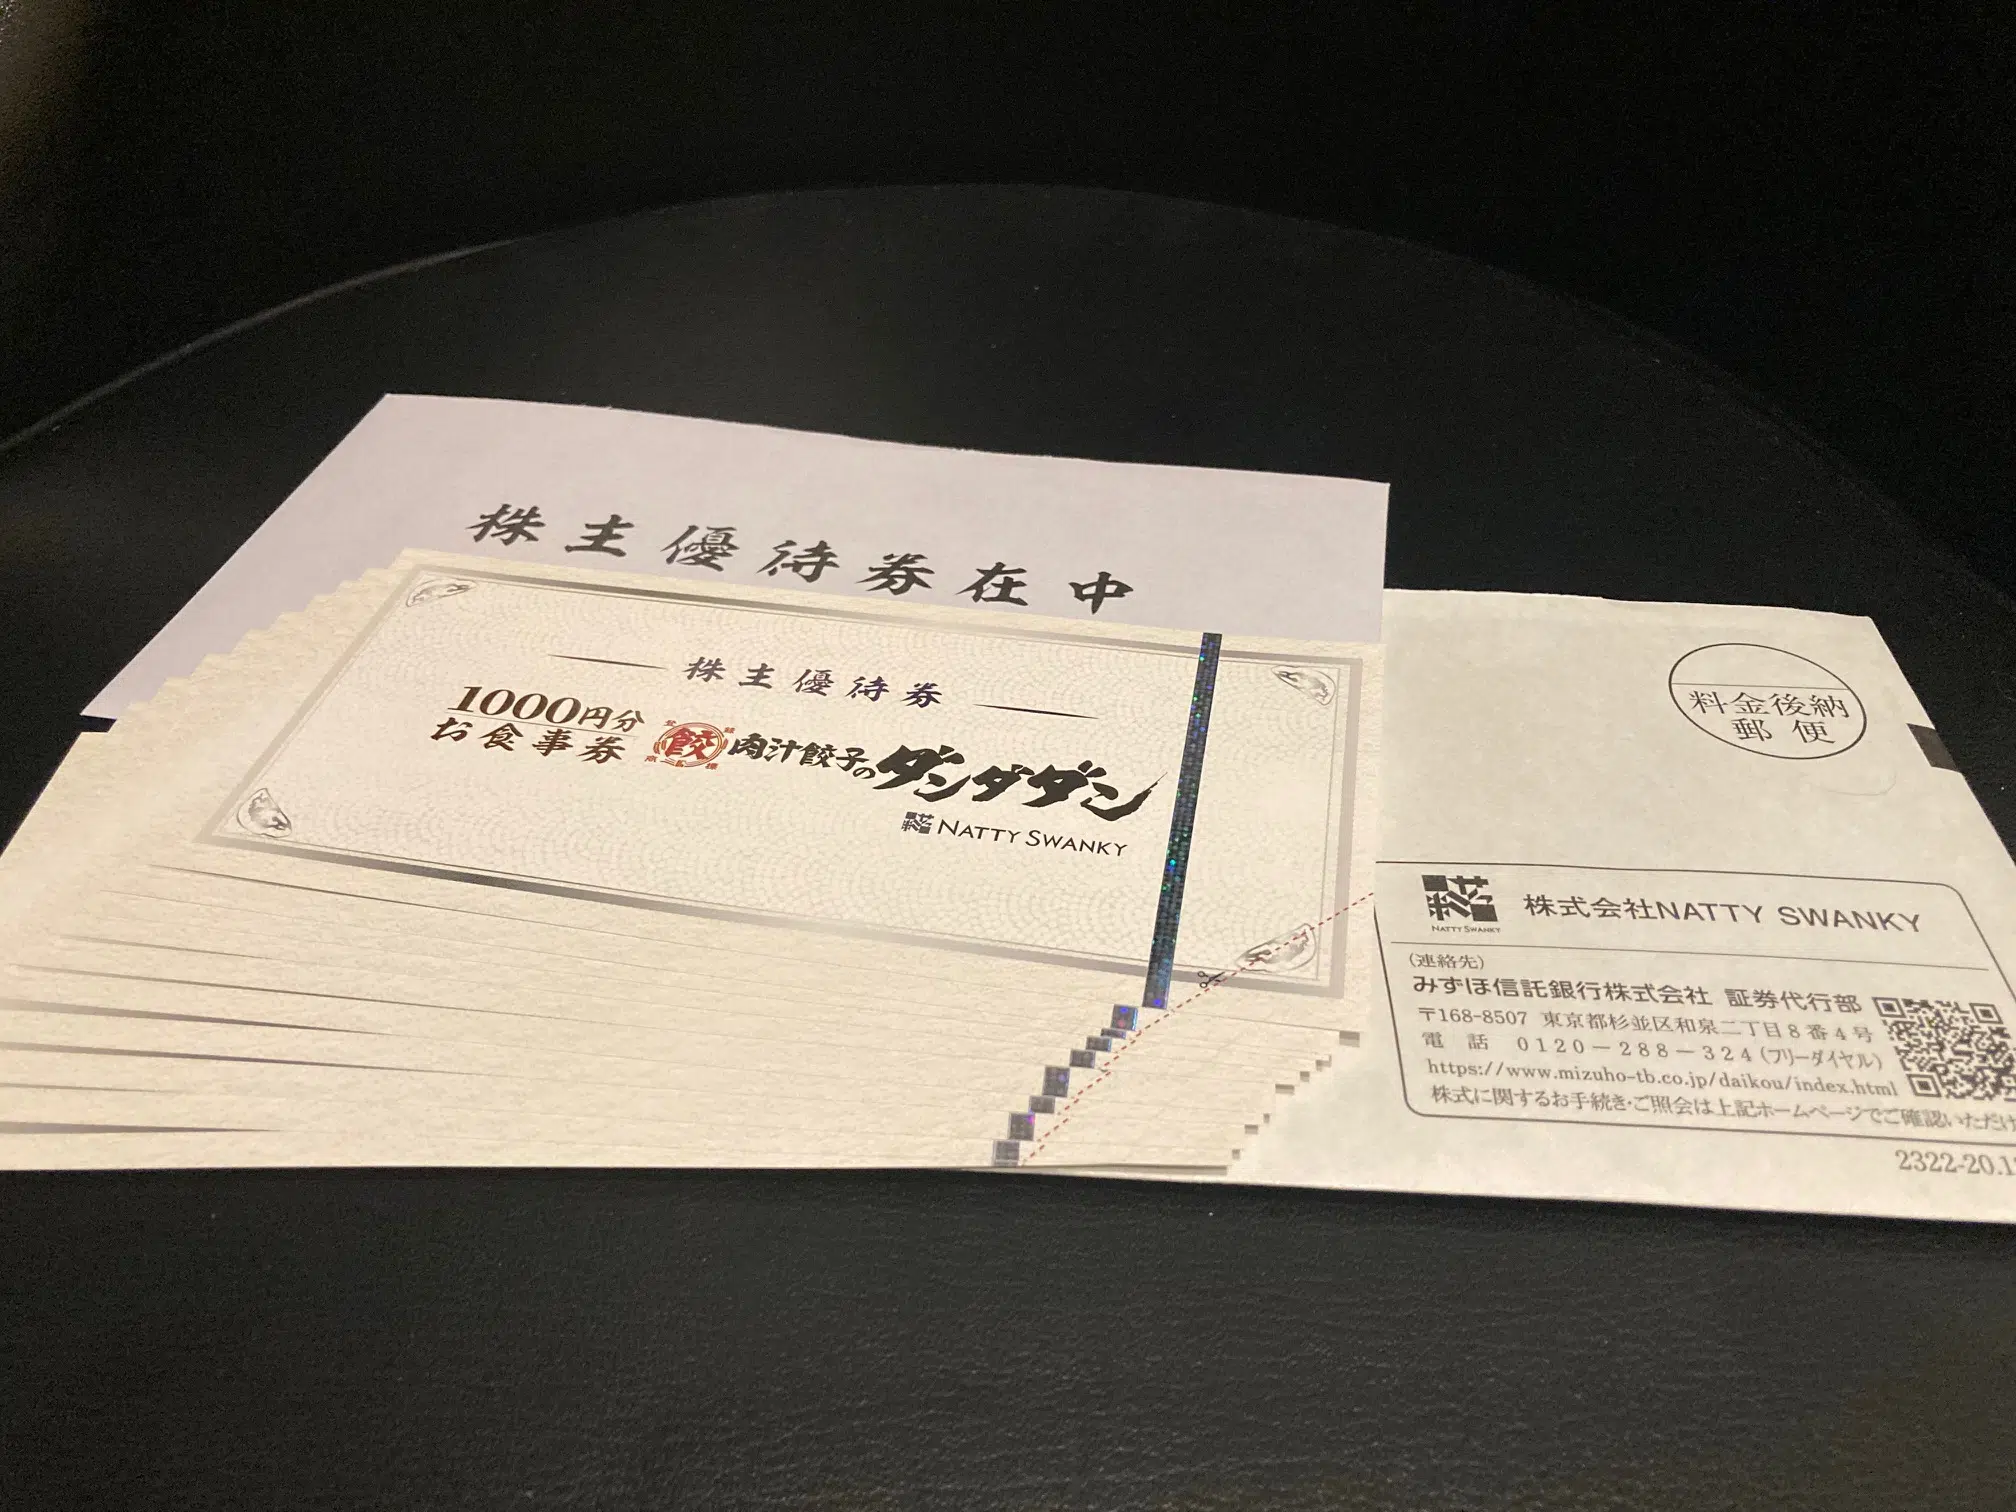 株主優待券在中
株主優待券
1000円分
お食事券
餃
肉汁餃子のダンダダン
NATTY SWANKY
料金後納
郵便
NATTY SWANKY
株式会社NATTY SWANKY
(連絡先)
みずほ信託銀行株式会社 証券代行部
〒168-8507 東京都杉並区和泉二丁目8番4号
電話 0120-288-324(フリーダイヤル)
https://www.mizuho-tb.co.jp/daikou/index.html
株式に関するお手続き・ご照会は上記ホームページでご確認いただけ
2322-20.1